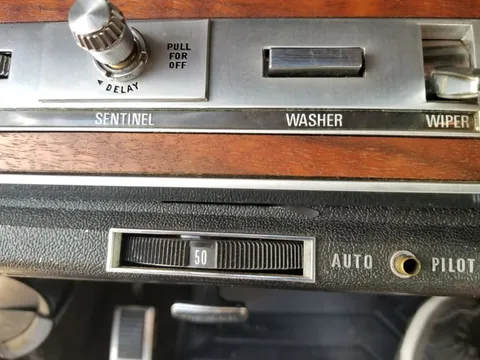 PULL
FOR
OFF
DELAY
SENTINEL
WASHER
WIPER
50
AUTO PILOT